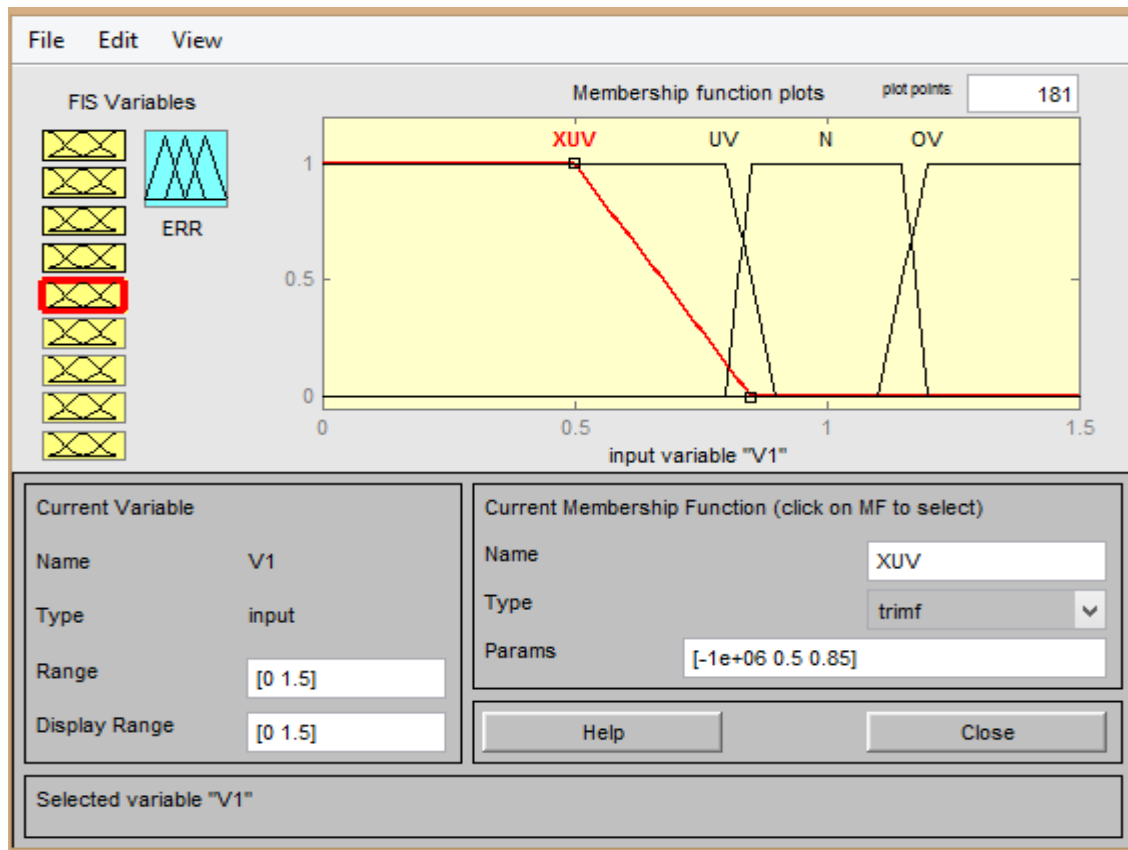 File Edit View
FIS Variables
ERR
Membership function plots
plot points:
181
XUV UV N OV
1
0.5
0
0 0.5 1 1.5
input variable "V1"
Current Variable
Name V1
Type input
Range [0 1.5]
Display Range [0 1.5]
Current Membership Function (click on MF to select)
Name XUV
Type trimf
Params [-1e+06 0.5 0.85]
Help Close
Selected variable "V1"